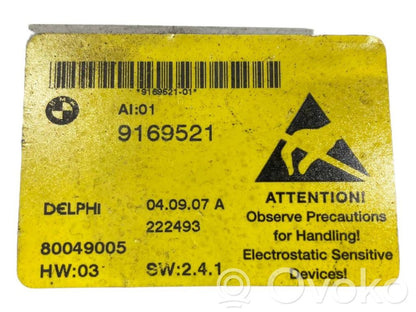 *9169521-01*
AI:01
9169521
DELPHI
04.09.07 A
222493
80049005
HW:03
SW:2.4.1
ATTENTION!
Observe Precautions
for Handling!
Electrostatic Sensitive
Devices!
Ovoko